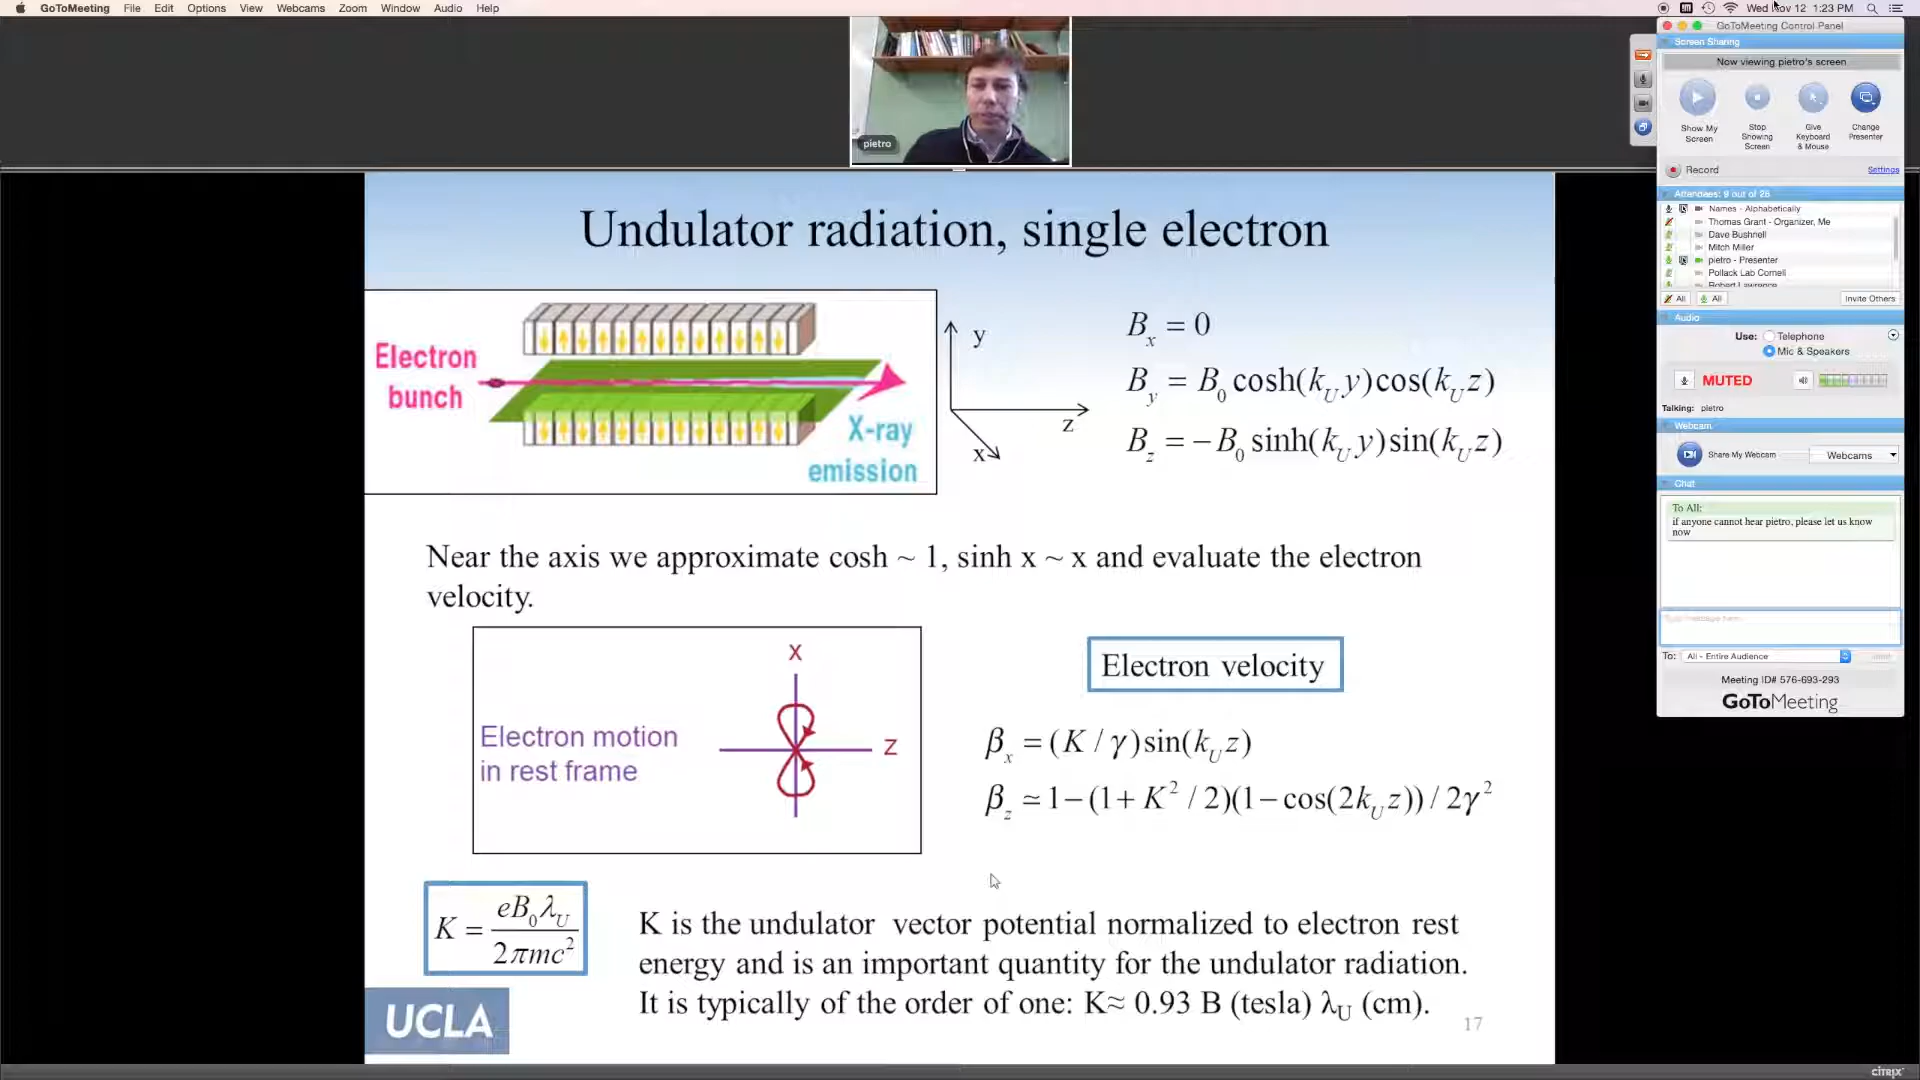 GoToMeeting File Edit Options View Webcams Zoom Window Audio Help
Wed Nov 12 1:23 PM
pietro
Undulator radiation, single electron
Electron
bunch
X-ray
emission
y
z
x
B_x = 0
B_y = B_0 cosh(k_U y)cos(k_U z)
B_z = −B_0 sinh(k_U y)sin(k_U z)
Near the axis we approximate cosh ~ 1, sinh x ~ x and evaluate the electron
velocity.
x
z
Electron motion
in rest frame
Electron velocity
β_x = (K / γ)sin(k_U z)
β_z ≃ 1−(1+ K² / 2)(1−cos(2k_U z)) / 2γ²
K = eB_0λ_U / 2πmc²
K is the undulator vector potential normalized to electron rest
energy and is an important quantity for the undulator radiation.
It is typically of the order of one: K≈ 0.93 B (tesla) λ_U (cm).
UCLA
17
GoToMeeting Control Panel
Screen Sharing
Now viewing pietro's screen
Show My
Screen
Stop
Showing
Screen
Give
Keyboard
& Mouse
Change
Presenter
Record
Settings
Attendees: 9 out of 26
Names - Alphabetically
Thomas Grant - Organizer, Me
Dave Bushnell
Mitch Miller
pietro - Presenter
Pollack Lab Cornell
Robert Lawrence
All
All
Invite Others
Audio
Use: Telephone
Mic & Speakers
MUTED
Talking: pietro
Webcam
Share My Webcam
Webcams
Chat
To All:
if anyone cannot hear pietro, please let us know
now
To: All - Entire Audience
Meeting ID# 576-693-293
GoToMeeting
CITRIX